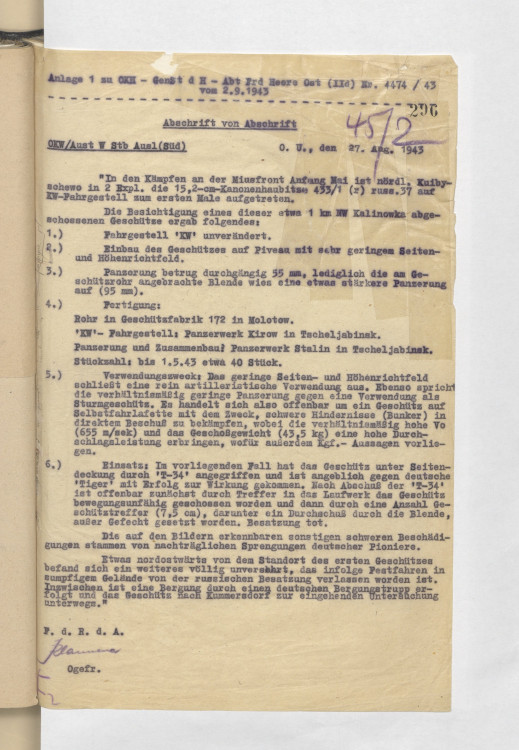 Anlage 1 zu OKH - GenSt d H - Abt Frd Heere Ost (IId) Nr. 4474 / 43
vom 2.9.1943
296
45/2
Abschrift von Abschrift
OKW/Aust W Stb Ausl(Süd)
O. U., den 27. Aug. 1943
"In den Kämpfen an der Miusfront Anfang Mai ist nördl. Kuiby-
schewo in 2 Expl. die 15,2-cm-Kanonenhaubitze 433/1 (z) russ.37 auf
KW-Fahrgestell zum ersten Male aufgetreten.
Die Besichtigung eines dieser etwa 1 km NW Kalinowka abge-
schossenen Geschütze ergab folgendes:
1.) Fahrgestell 'KW' unverändert.
2.) Einbau des Geschützes auf Piveau mit sehr geringem Seiten-
und Höhenrichtfeld.
3.) Panzerung betrug durchgängig 55 mm, lediglich die am Ge-
schützrohr angebrachte Blende wies eine etwas stärkere Panzerung
auf (95 mm).
4.) Fertigung:
Rohr in Geschützfabrik 172 in Molotow.
'KW'- Fahrgestell: Panzerwerk Kirow in Tscheljabinsk.
Panzerung und Zusammenbau: Panzerwerk Stalin in Tscheljabinsk.
Stückzahl: bis 1.5.43 etwa 40 Stück.
5.) Verwendungszweck: Das geringe Seiten- und Höhenrichtfeld
schließt eine rein artilleristische Verwendung aus. Ebenso spricht
die verhältnismäßig geringe Panzerung gegen eine Verwendung als
Sturmgeschütz. Es handelt sich also offenbar um ein Geschütz auf
Selbstfahrlafette mit dem Zweck, schwere Hindernisse (Bunker) in
direktem Beschuß zu bekämpfen, wobei die verhältnismäßig hohe Vo
(655 m/sek) und das Geschoßgewicht (43,5 kg) eine hohe Durch-
schlagsleistung erbringen, wofür außerdem Kgf.- Aussagen vorlie-
gen.
6.) Einsatz: Im vorliegenden Fall hat das Geschütz unter Seiten-
deckung durch 'T-34' angegriffen und ist angeblich gegen deutsche
'Tiger' mit Erfolg zur Wirkung gekommen. Nach Abschuß der 'T-34'
ist offenbar zunächst durch Treffer in das Laufwerk das Geschütz
bewegungsunfähig geschossen worden und dann durch eine Anzahl Ge-
schütztreffer (7,5 cm), darunter ein Durchschuß durch die Blende,
außer Gefecht gesetzt worden. Besatzung tot.
Die auf den Bildern erkennbaren sonstigen schweren Beschädi-
gungen stammen von nachträglichen Sprengungen deutscher Pioniere.
Etwas nordostwärts von dem Standort des ersten Geschützes
befand sich ein weiteres völlig unversehrt, das infolge Festfahren in
sumpfigem Gelände von der russischen Besatzung verlassen worden ist.
Inzwischen ist eine Bergung durch einen deutschen Bergungstrupp er-
folgt und das Geschütz nach Kummersdorf zur eingehenden Untersuchung
unterwegs."
F. d. R. d. A.
Ogefr.